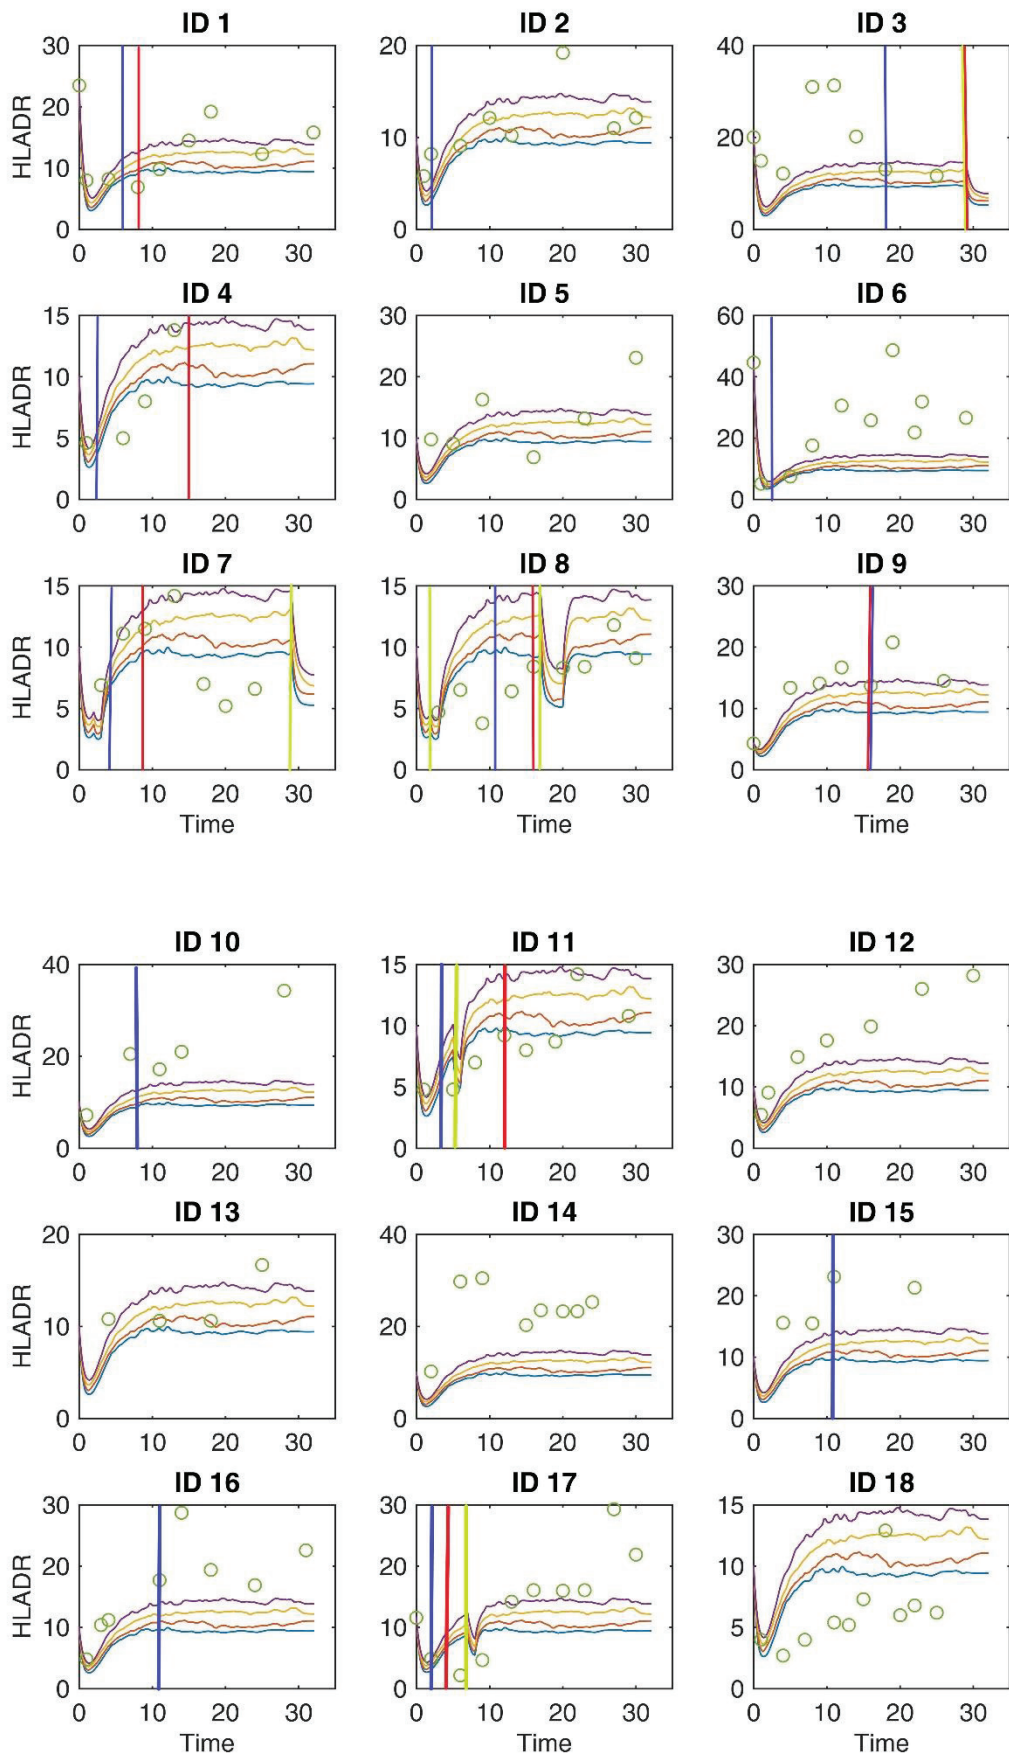 ID 1 ID 2 ID 3
30 20 40
HLADR 20 10 0
15 10 5 0
30 20 10 0
0 10 20 30 0 10 20 30 0 10 20 30
ID 4 ID 5 ID 6
HLADR 15 10 5 0
30 20 10 0
60 40 20 0
0 10 20 30 0 10 20 30 0 10 20 30
ID 7 ID 8 ID 9
HLADR 15 10 5 0
15 10 5 0
30 20 10 0
0 10 20 30 0 10 20 30 0 10 20 30
Time Time Time
ID 10 ID 11 ID 12
HLADR 40 20 0
15 10 5 0
30 20 10 0
0 10 20 30 0 10 20 30 0 10 20 30
ID 13 ID 14 ID 15
HLADR 20 10 0
40 20 0
30 20 10 0
0 10 20 30 0 10 20 30 0 10 20 30
ID 16 ID 17 ID 18
HLADR 30 20 10 0
30 20 10 0
15 10 5 0
0 10 20 30 0 10 20 30 0 10 20 30
Time Time Time